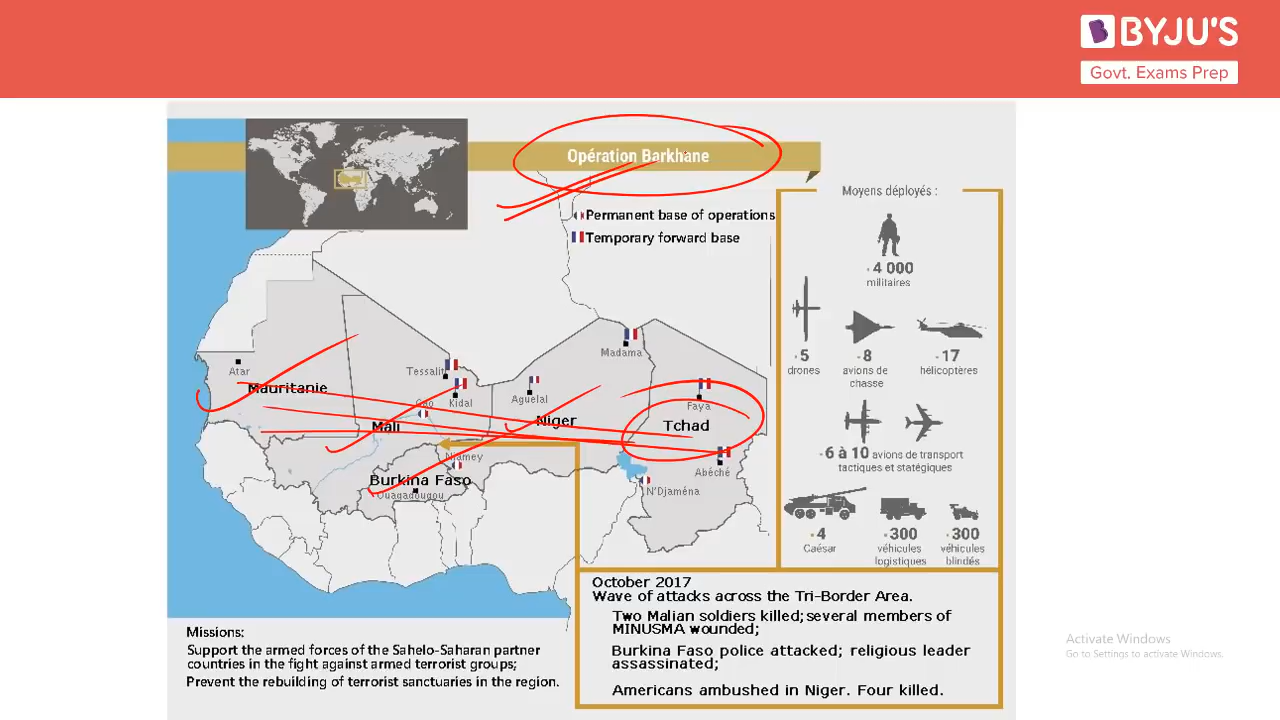 BYJU'S
Govt. Exams Prep
Opération Barkhane
Permanent base of operations
Temporary forward base
Moyens déployés :
4 000
militaires
5
drones
8
avions de
chasse
17
hélicoptères
6 à 10 avions de transport
tactiques et statégiques
4
Caésar
300
véhicules
logistiques
300
véhicules
blindés
Madama
Atar
Mauritanie
Tessalit
Kidal
Gao
Mali
Aguelal
Niger
Faya
Tchad
Niamey
Burkina Faso
Ouagadougou
Abéché
N'Djaména
October 2017
Wave of attacks across the Tri-Border Area.
Two Malian soldiers killed; several members of
MINUSMA wounded;
Burkina Faso police attacked; religious leader
assassinated;
Americans ambushed in Niger. Four killed.
Missions:
Support the armed forces of the Sahelo-Saharan partner
countries in the fight against armed terrorist groups;
Prevent the rebuilding of terrorist sanctuaries in the region.
Activate Windows
Go to Settings to activate Windows.